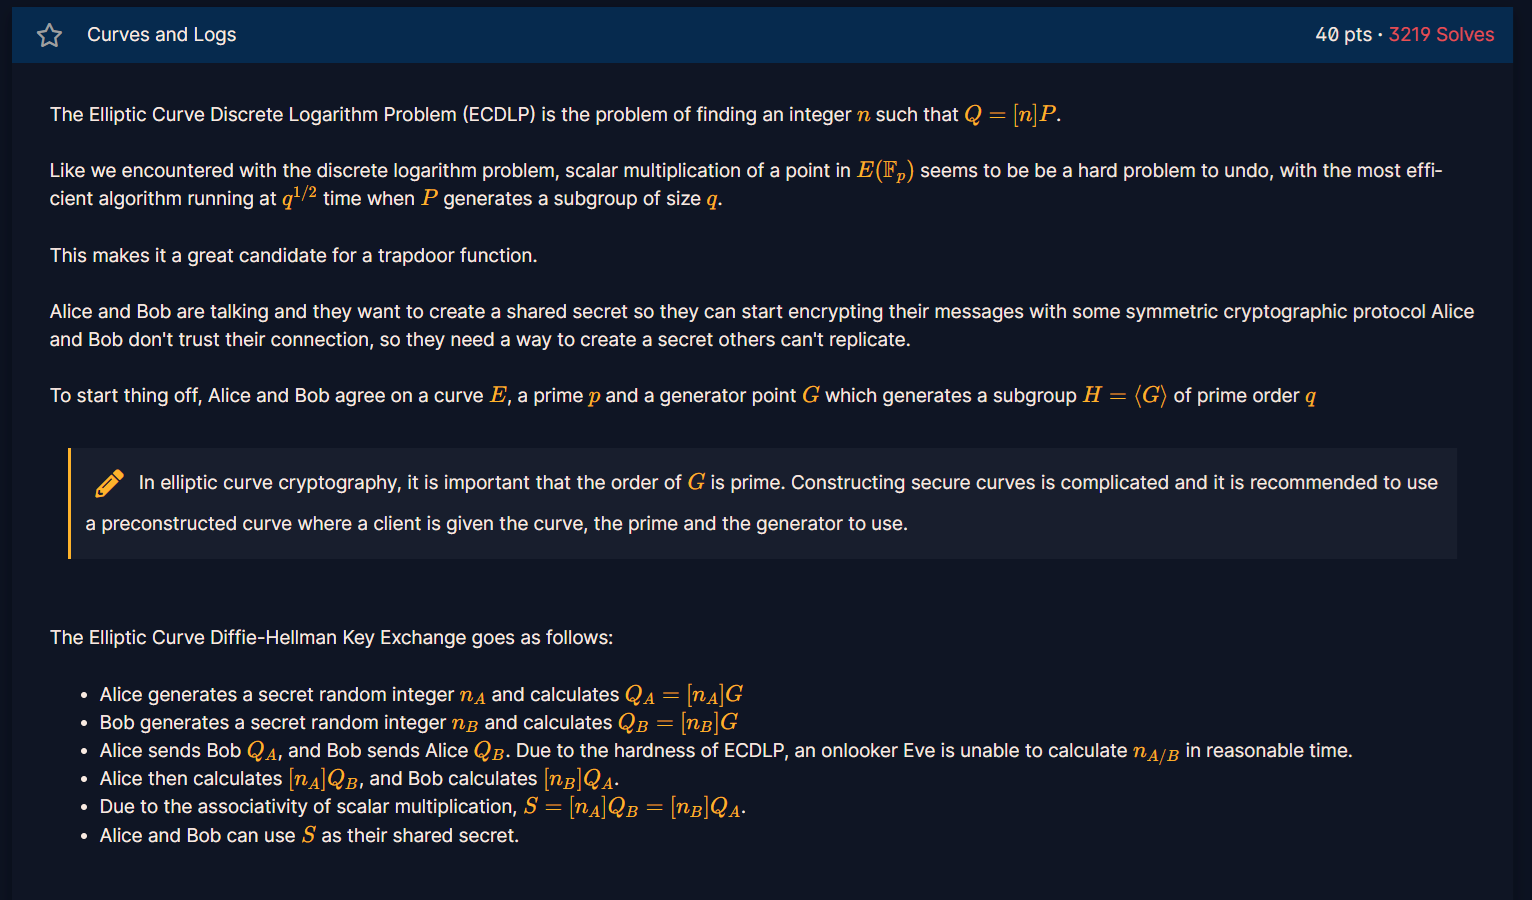 Curves and Logs
40 pts · 3219 Solves
The Elliptic Curve Discrete Logarithm Problem (ECDLP) is the problem of finding an integer n such that Q = [n]P.
Like we encountered with the discrete logarithm problem, scalar multiplication of a point in E(𝔽ₚ) seems to be be a hard problem to undo, with the most effi-
cient algorithm running at q^{1/2} time when P generates a subgroup of size q.
This makes it a great candidate for a trapdoor function.
Alice and Bob are talking and they want to create a shared secret so they can start encrypting their messages with some symmetric cryptographic protocol Alice
and Bob don't trust their connection, so they need a way to create a secret others can't replicate.
To start thing off, Alice and Bob agree on a curve E, a prime p and a generator point G which generates a subgroup H = ⟨G⟩ of prime order q
In elliptic curve cryptography, it is important that the order of G is prime. Constructing secure curves is complicated and it is recommended to use
a preconstructed curve where a client is given the curve, the prime and the generator to use.
The Elliptic Curve Diffie-Hellman Key Exchange goes as follows:
• Alice generates a secret random integer n_A and calculates Q_A = [n_A]G
• Bob generates a secret random integer n_B and calculates Q_B = [n_B]G
• Alice sends Bob Q_A, and Bob sends Alice Q_B. Due to the hardness of ECDLP, an onlooker Eve is unable to calculate n_{A/B} in reasonable time.
• Alice then calculates [n_A]Q_B, and Bob calculates [n_B]Q_A.
• Due to the associativity of scalar multiplication, S = [n_A]Q_B = [n_B]Q_A.
• Alice and Bob can use S as their shared secret.